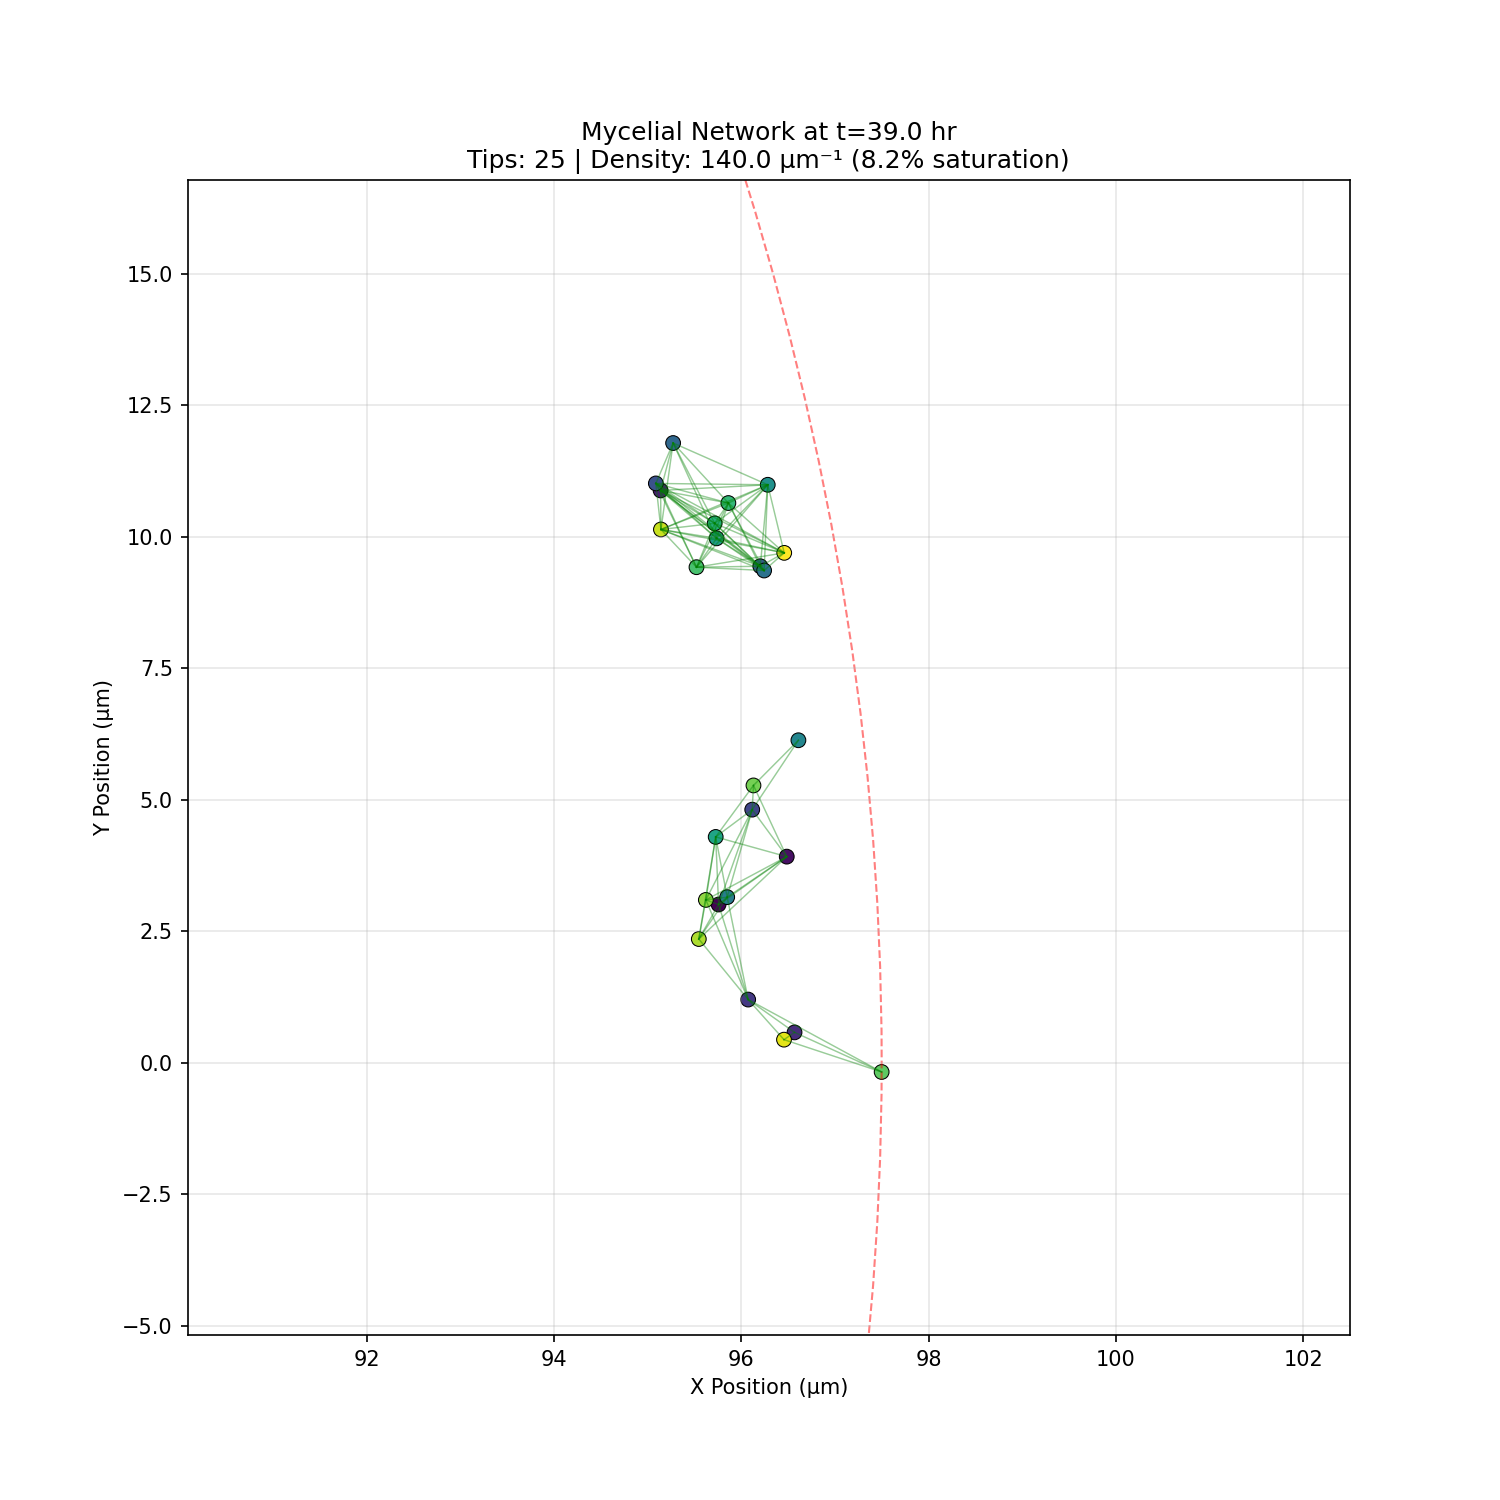 Mycelial Network at t=39.0 hr
Tips: 25 | Density: 140.0 μm⁻¹ (8.2% saturation)
15.0
12.5
10.0
7.5
5.0
2.5
0.0
−2.5
−5.0
Y Position (μm)
92 94 96 98 100 102
X Position (μm)